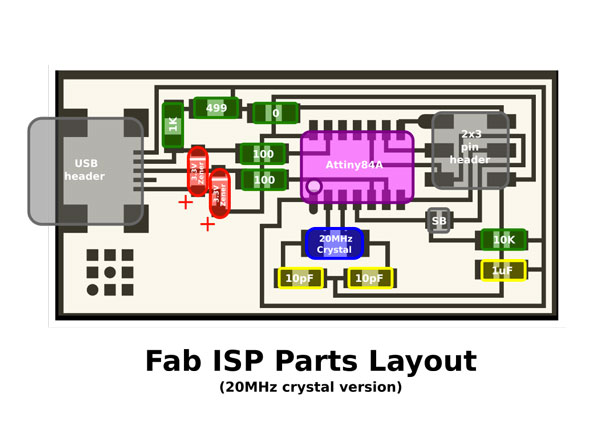 499
0
1K
2x3
pin
header
USB
header
100
Attiny84A
3.3V
Zener
100
3.3V
Zener
+
+
SB
20MHz
Crystal
10K
10pF
10pF
1uF
Fab ISP Parts Layout
(20MHz crystal version)